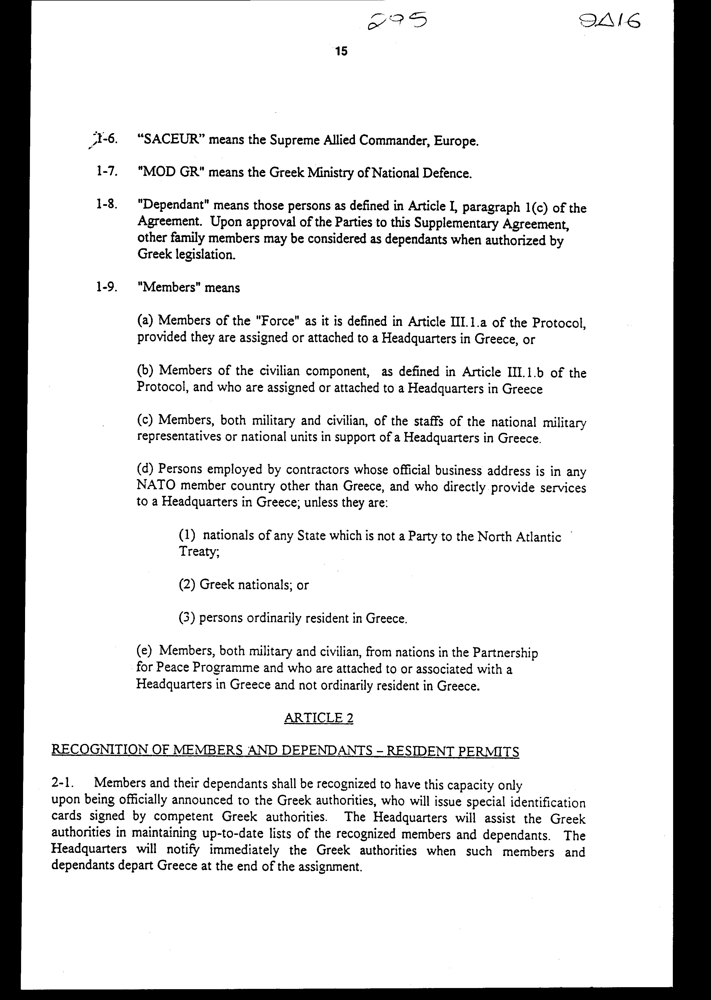 295 9Δ16
15
1-6. “SACEUR” means the Supreme Allied Commander, Europe.
1-7. "MOD GR" means the Greek Ministry of National Defence.
1-8. "Dependant" means those persons as defined in Article I, paragraph 1(c) of the
Agreement. Upon approval of the Parties to this Supplementary Agreement,
other family members may be considered as dependants when authorized by
Greek legislation.
1-9. "Members" means
(a) Members of the "Force" as it is defined in Article III.1.a of the Protocol,
provided they are assigned or attached to a Headquarters in Greece, or
(b) Members of the civilian component, as defined in Article III.1.b of the
Protocol, and who are assigned or attached to a Headquarters in Greece
(c) Members, both military and civilian, of the staffs of the national military
representatives or national units in support of a Headquarters in Greece.
(d) Persons employed by contractors whose official business address is in any
NATO member country other than Greece, and who directly provide services
to a Headquarters in Greece; unless they are:
(1) nationals of any State which is not a Party to the North Atlantic
Treaty;
(2) Greek nationals; or
(3) persons ordinarily resident in Greece.
(e) Members, both military and civilian, from nations in the Partnership
for Peace Programme and who are attached to or associated with a
Headquarters in Greece and not ordinarily resident in Greece.
ARTICLE 2
RECOGNITION OF MEMBERS AND DEPENDANTS – RESIDENT PERMITS
2-1. Members and their dependants shall be recognized to have this capacity only
upon being officially announced to the Greek authorities, who will issue special identification
cards signed by competent Greek authorities. The Headquarters will assist the Greek
authorities in maintaining up-to-date lists of the recognized members and dependants. The
Headquarters will notify immediately the Greek authorities when such members and
dependants depart Greece at the end of the assignment.